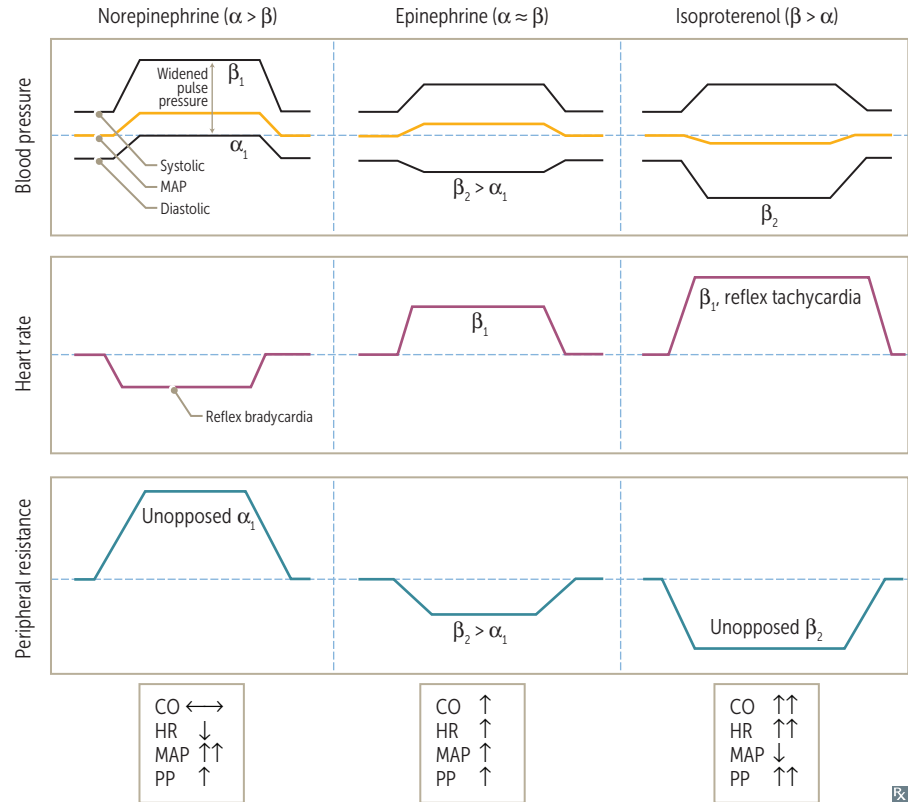 Norepinephrine (α > β)
Epinephrine (α ≈ β)
Isoproterenol (β > α)
Blood pressure
Widened
pulse
pressure
β₁
α₁
Systolic
MAP
Diastolic
β₂ > α₁
β₂
Heart rate
Reflex bradycardia
β₁
β₁, reflex tachycardia
Peripheral resistance
Unopposed α₁
β₂ > α₁
Unopposed β₂
CO ←→
HR ↓
MAP ↑↑
PP ↑
CO ↑
HR ↑
MAP ↑
PP ↑
CO ↑↑
HR ↑↑
MAP ↓
PP ↑↑
Rx